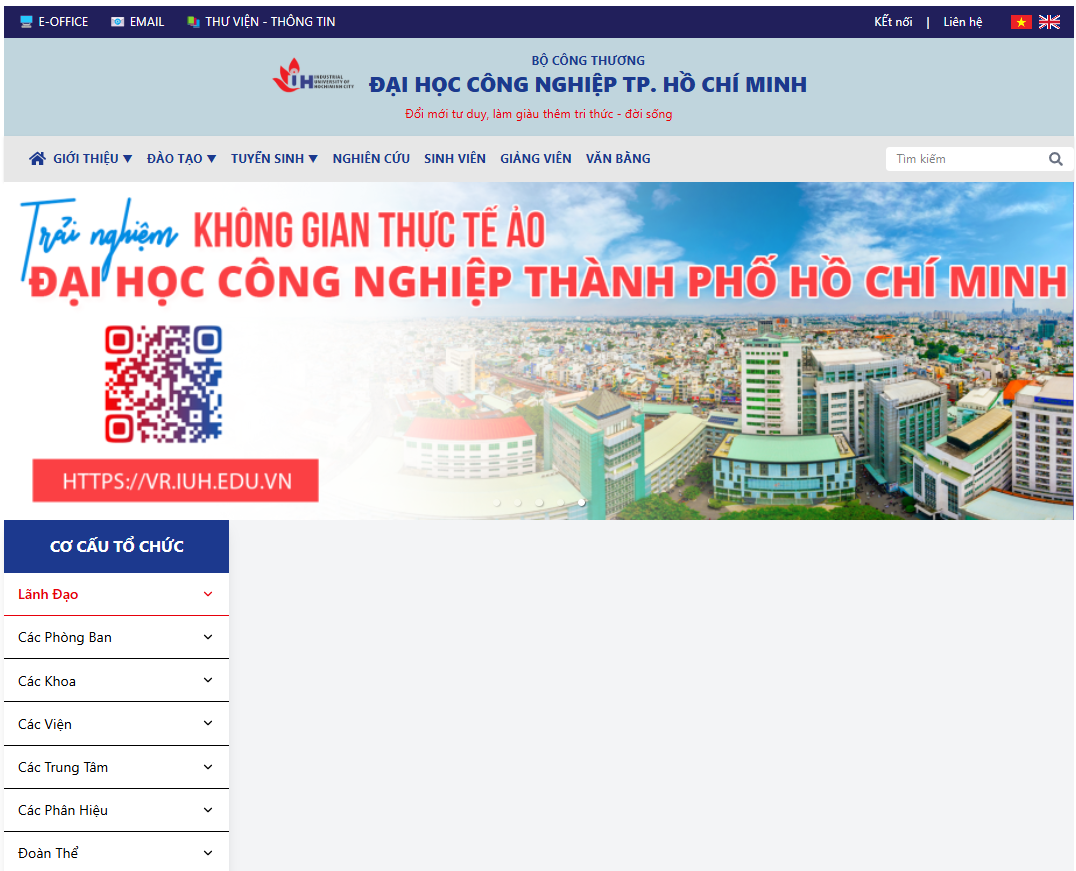 E-OFFICE EMAIL THƯ VIỆN - THÔNG TIN KẾt nối | Liên hệ
BỘ CÔNG THƯƠNG
IUH INDUSTRIAL UNIVERSITY OF HOCHIMINH CITY
ĐẠI HỌC CÔNG NGHIỆP TP. HỒ CHÍ MINH
Đổi mới tư duy, làm giàu thêm tri thức - đời sống
GIỚI THIỆU ▼ ĐÀO TẠO ▼ TUYỂN SINH ▼ NGHIÊN CỨU SINH VIÊN GIẢNG VIÊN VĂN BẰNG Tìm kiếm
Trải nghiệm KHÔNG GIAN THỰC TẾ ẢO
ĐẠI HỌC CÔNG NGHIỆP THÀNH PHỐ HỒ CHÍ MINH
HTTPS://VR.IUH.EDU.VN
CƠ CẤU TỔ CHỨC
Lãnh Đạo
Các Phòng Ban
Các Khoa
Các Viện
Các Trung Tâm
Các Phân Hiệu
Đoàn Thể